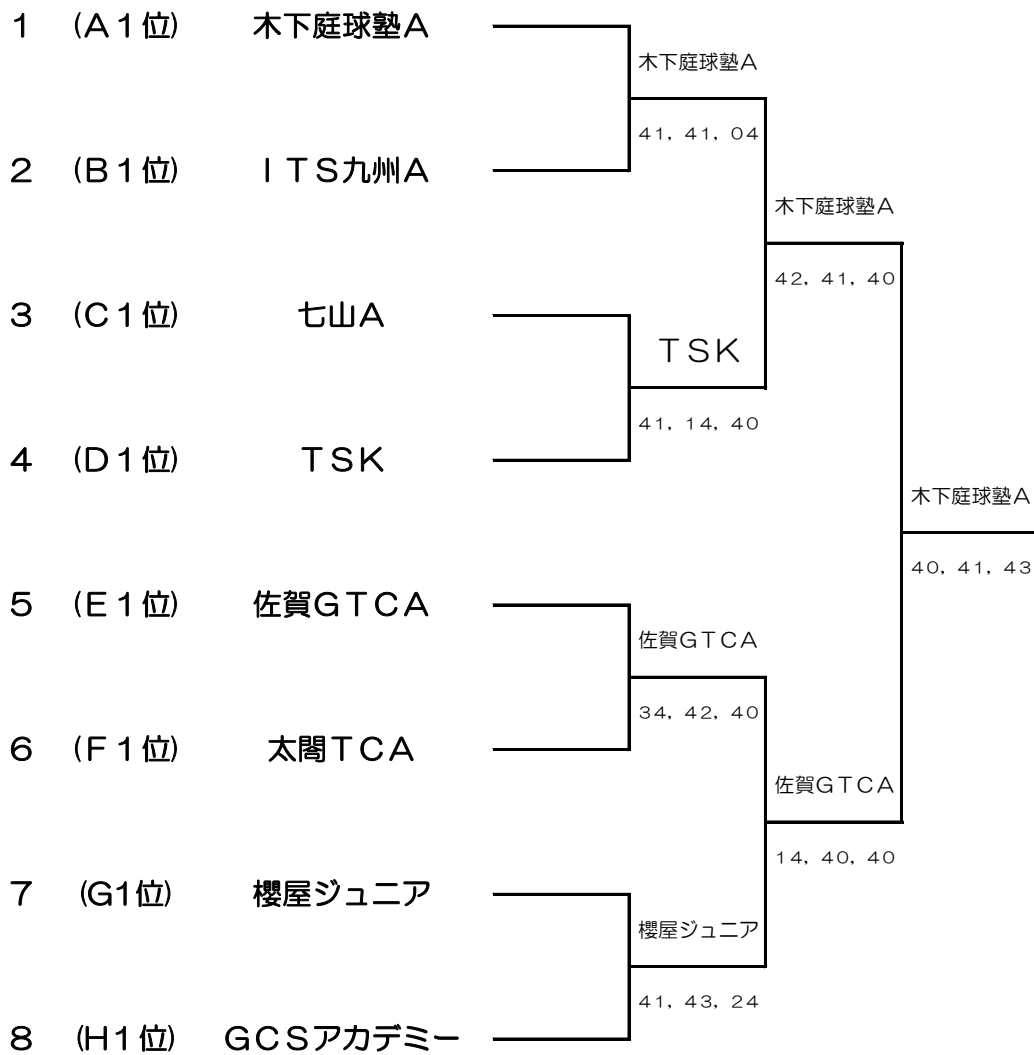 1 (A1位) 木下庭球塾A
木下庭球塾A
41, 41, 04
2 (B1位) ITS九州A
木下庭球塾A
42, 41, 40
3 (C1位) 七山A
TSK
41, 14, 40
4 (D1位) TSK
木下庭球塾A
40, 41, 43
5 (E1位) 佐賀GTCA
佐賀GTCA
34, 42, 40
6 (F1位) 太閤TCA
佐賀GTCA
14, 40, 40
7 (G1位) 櫻屋ジュニア
櫻屋ジュニア
41, 43, 24
8 (H1位) GCSアカデミー